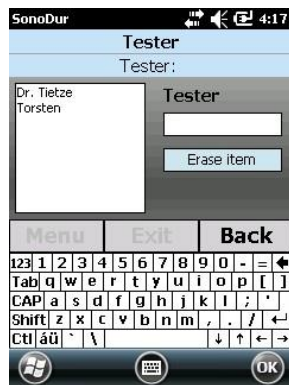 SonoDur 4:17
Tester
Tester:
Dr. Tietze
Torsten
Tester
Erase item
Menu Exit Back
123 1 2 3 4 5 6 7 8 9 0 - =
Tab q w e r t y u i o p [ ]
CAP a s d f g h j k l ; '
Shift z x c v b n m , . /
Ctl áü ` \
OK